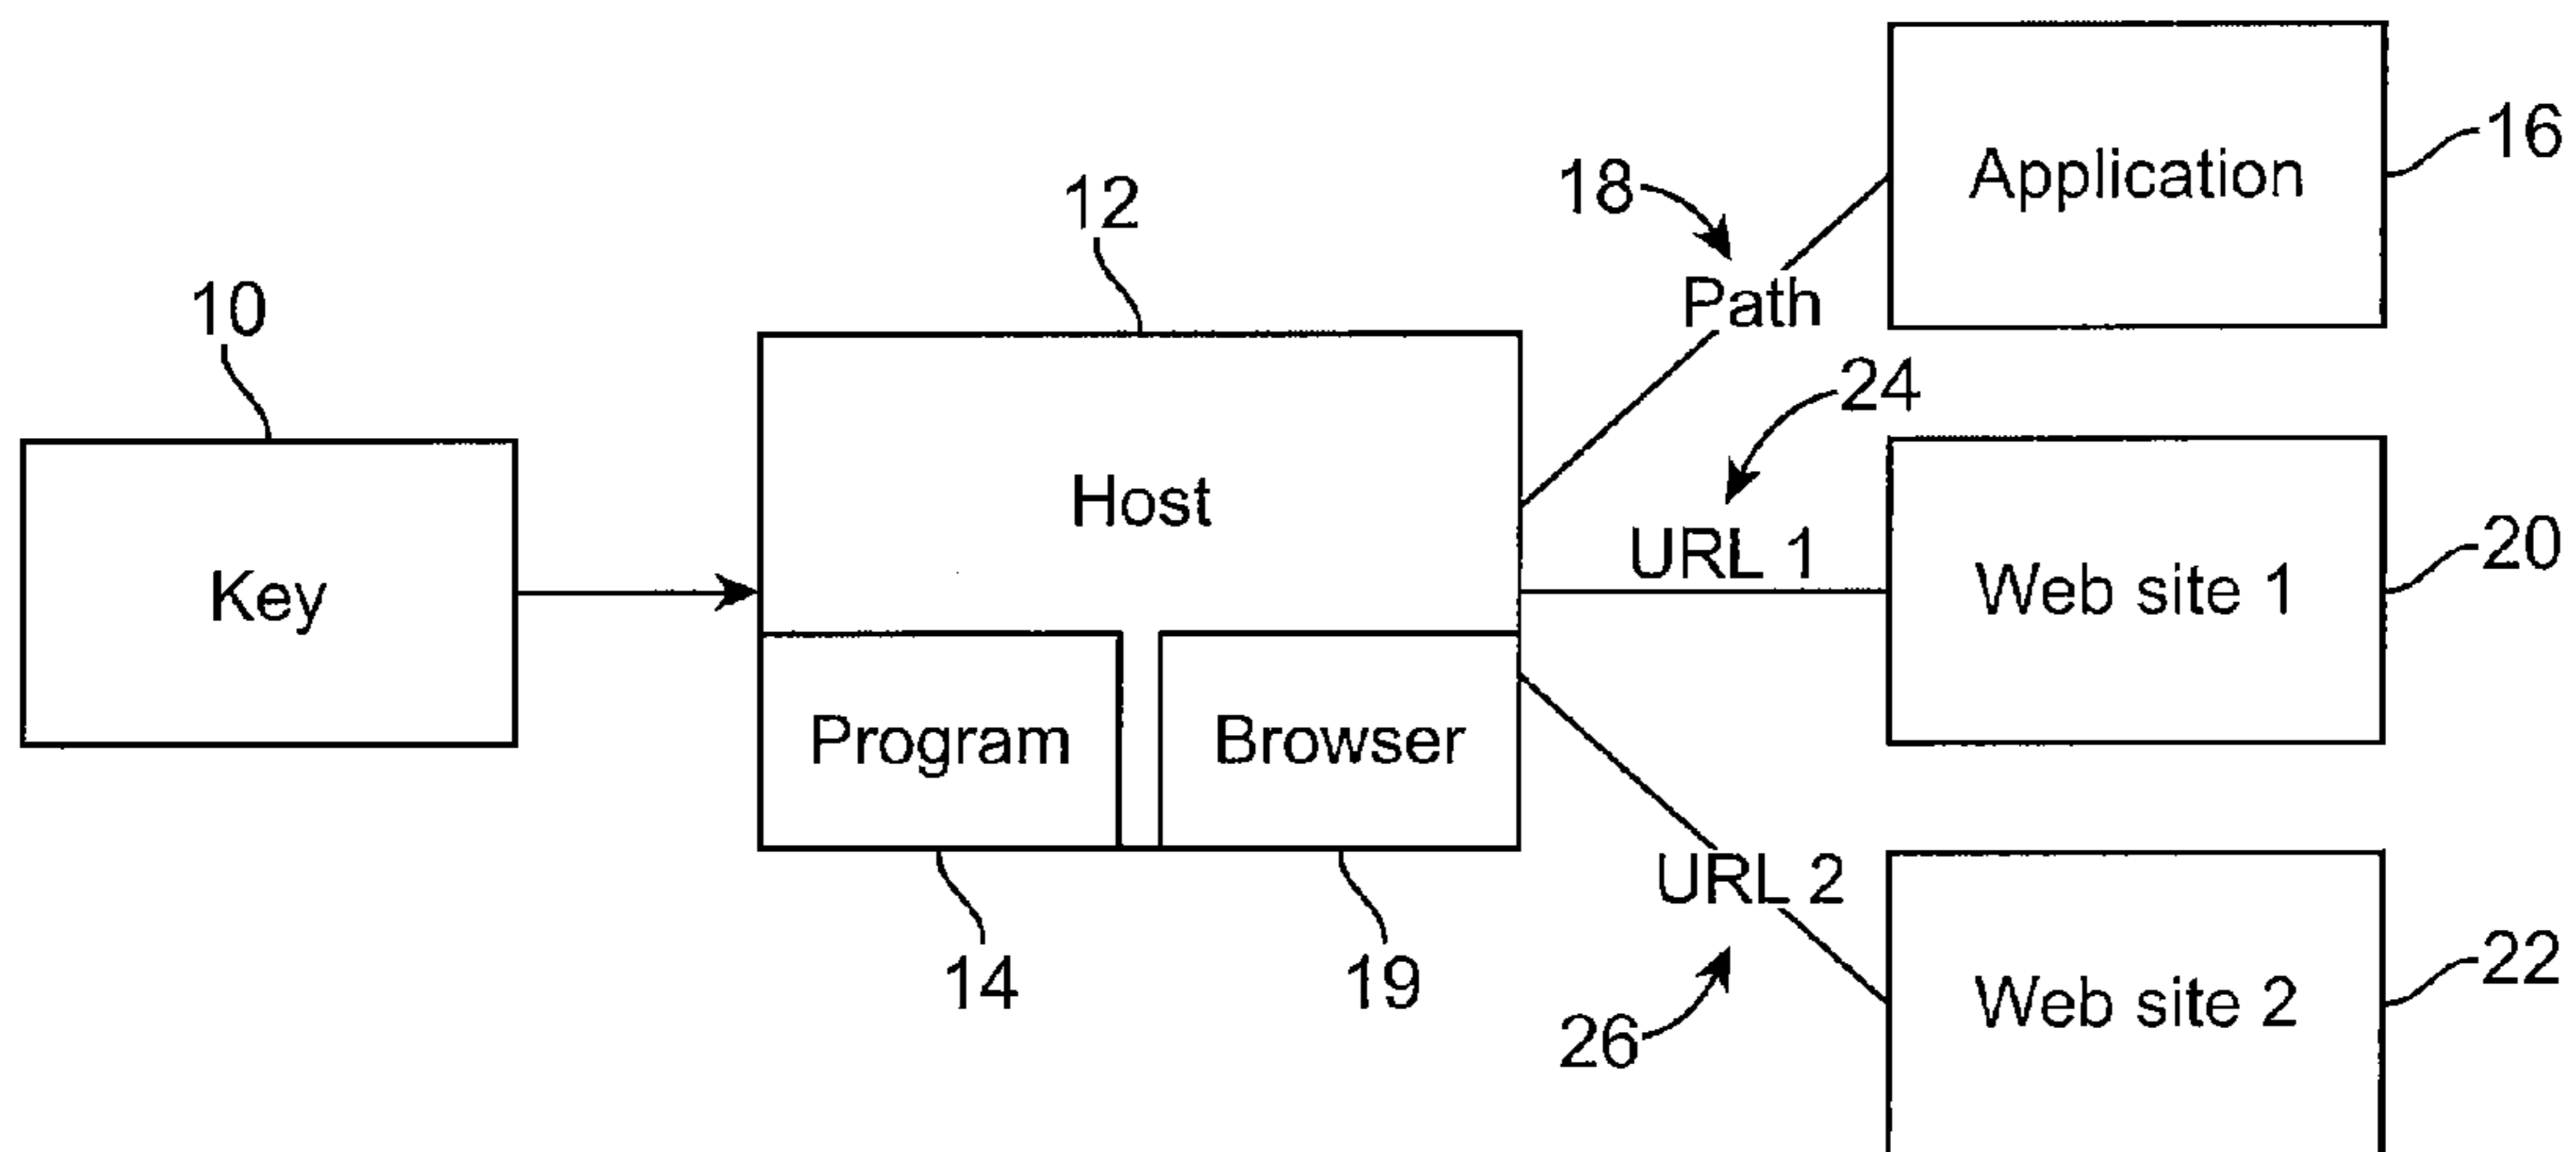 10
Key
12
Host
Program
Browser
14
19
18
Path
24
URL 1
URL 2
26
Application
16
Web site 1
20
Web site 2
22